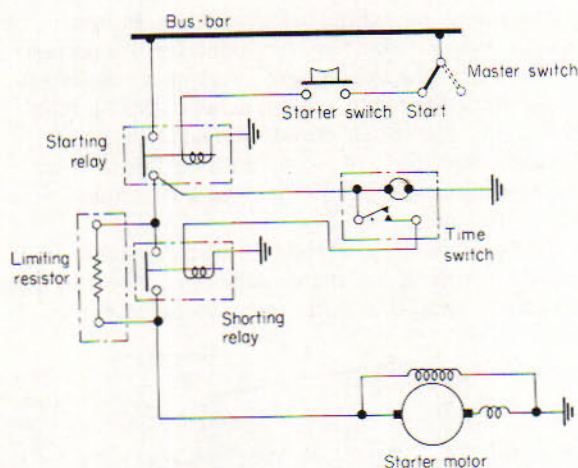 Bus-bar
Master switch
Starter switch
Start
Starting
relay
Time
switch
Limiting
resistor
Shorting
relay
Starter motor